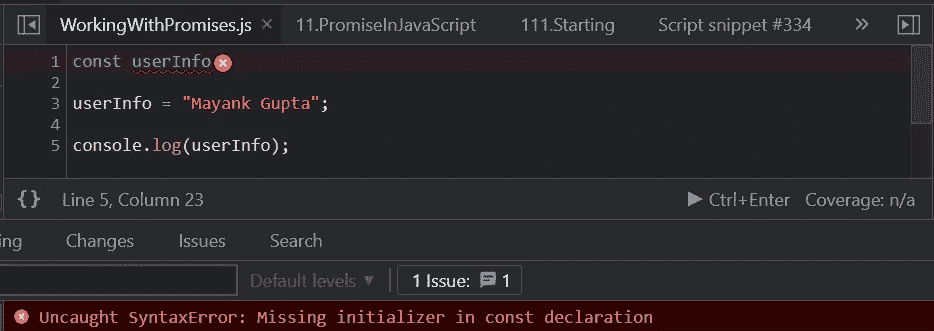 WorkingWithPromises.js × 11.PromiseInJavaScript 111.Starting Script snippet #334 »
1 const userInfo
2
3 userInfo = "Mayank Gupta";
4
5 console.log(userInfo);
{ } Line 5, Column 23 Ctrl+Enter Coverage: n/a
Changes Issues Search
Default levels 1 Issue: 1
Uncaught SyntaxError: Missing initializer in const declaration